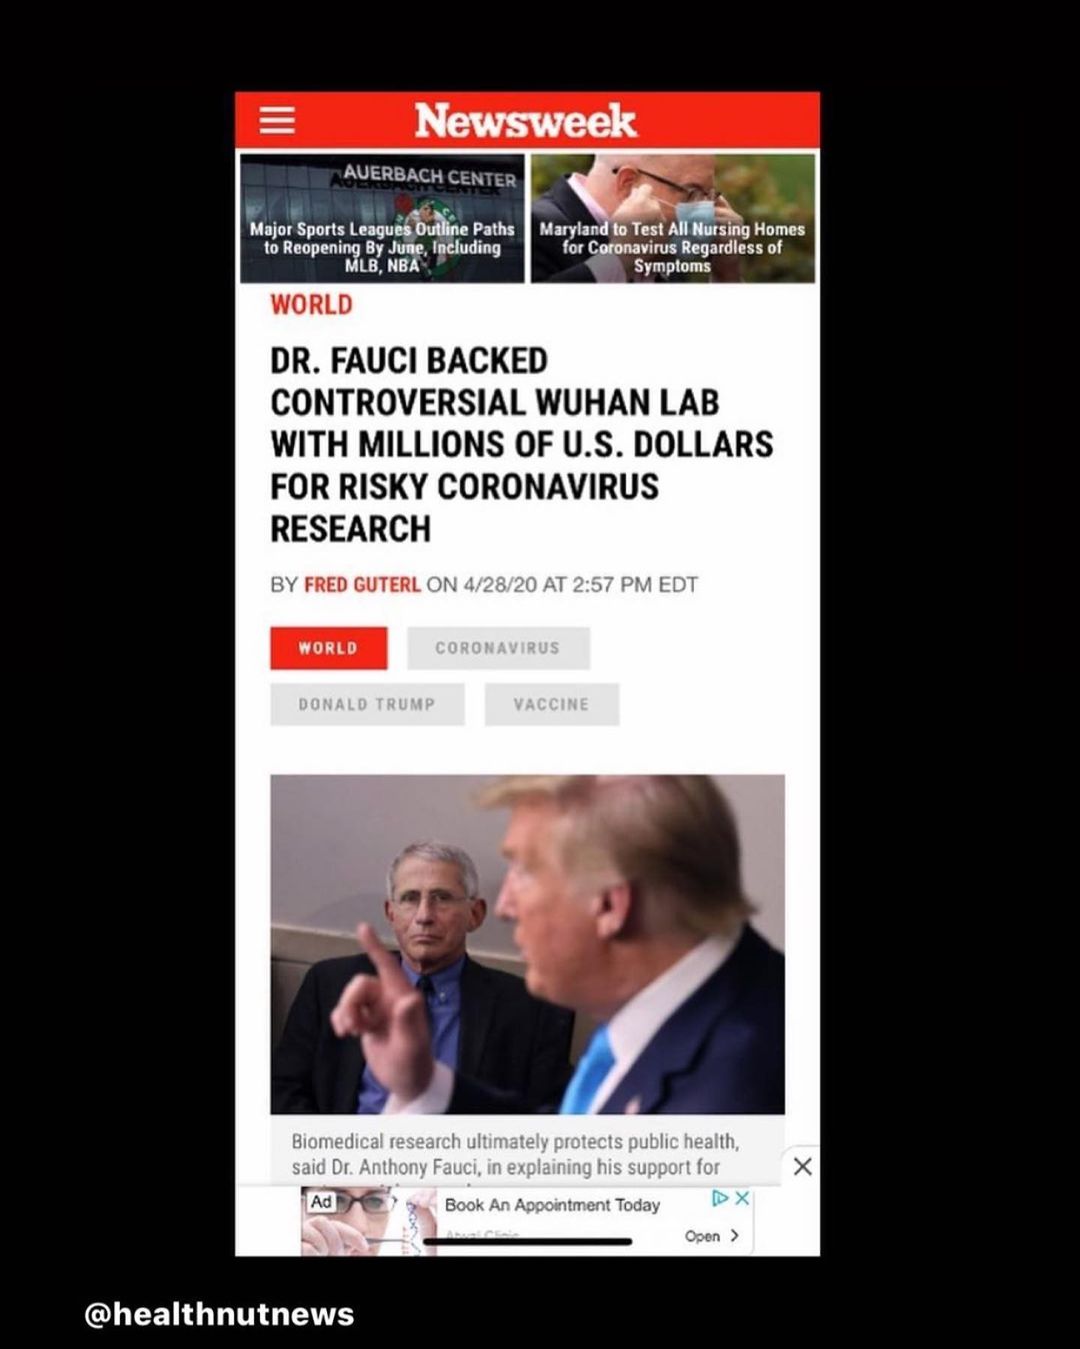 Newsweek
AUERBACH CENTER
Major Sports Leagues Outline Paths
to Reopening By June, Including
MLB, NBA
Maryland to Test All Nursing Homes
for Coronavirus Regardless of
Symptoms
WORLD
DR. FAUCI BACKED
CONTROVERSIAL WUHAN LAB
WITH MILLIONS OF U.S. DOLLARS
FOR RISKY CORONAVIRUS
RESEARCH
BY FRED GUTERL ON 4/28/20 AT 2:57 PM EDT
WORLD
CORONAVIRUS
DONALD TRUMP
VACCINE
Biomedical research ultimately protects public health,
said Dr. Anthony Fauci, in explaining his support for
Ad
Book An Appointment Today
Open >
@healthnutnews